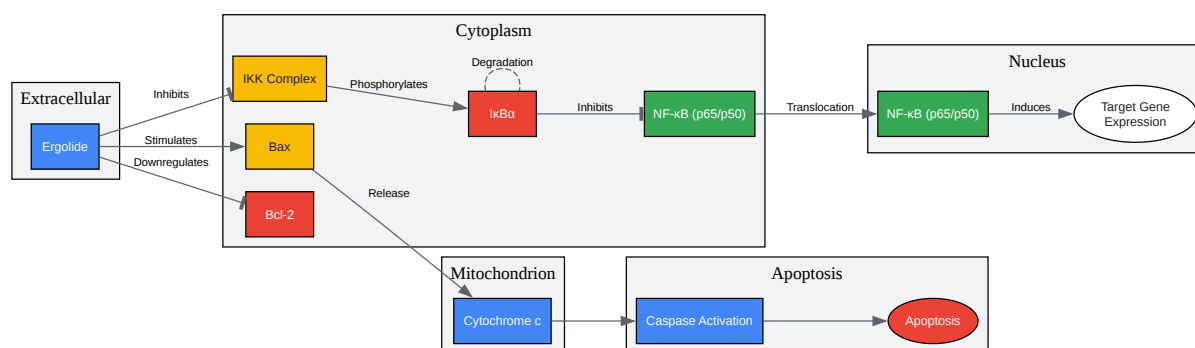 Cytoplasm
Extracellular
Nucleus
IKK Complex
Degradation
Phosphorylates
Inhibits
IκBα
Inhibits
NF-κB (p65/p50)
Translocation
NF-κB (p65/p50)
Induces
Target Gene
Expression
Ergolide
Stimulates
Bax
Downregulates
Release
Bcl-2
Mitochondrion
Apoptosis
Cytochrome c
Caspase Activation
Apoptosis